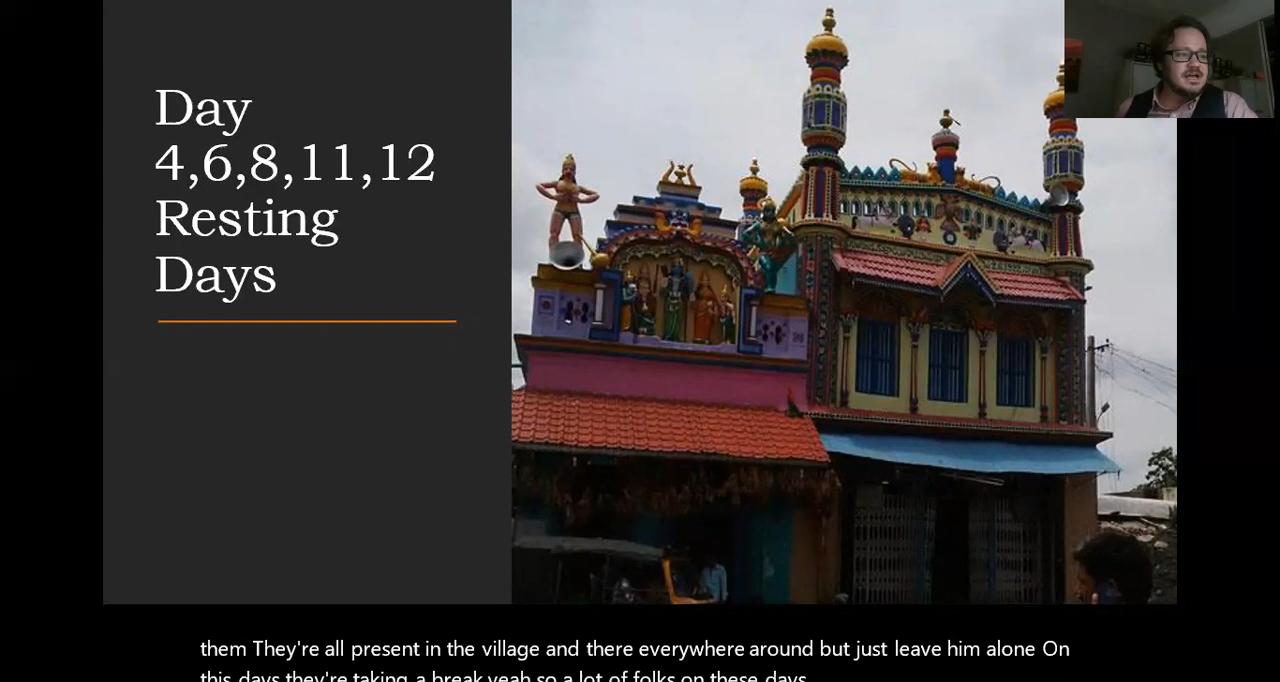 Day
4,6,8,11,12
Resting
Days
them They're all present in the village and there everywhere around but just leave him alone On
this days they're taking a break yeah so a lot of folks on these days